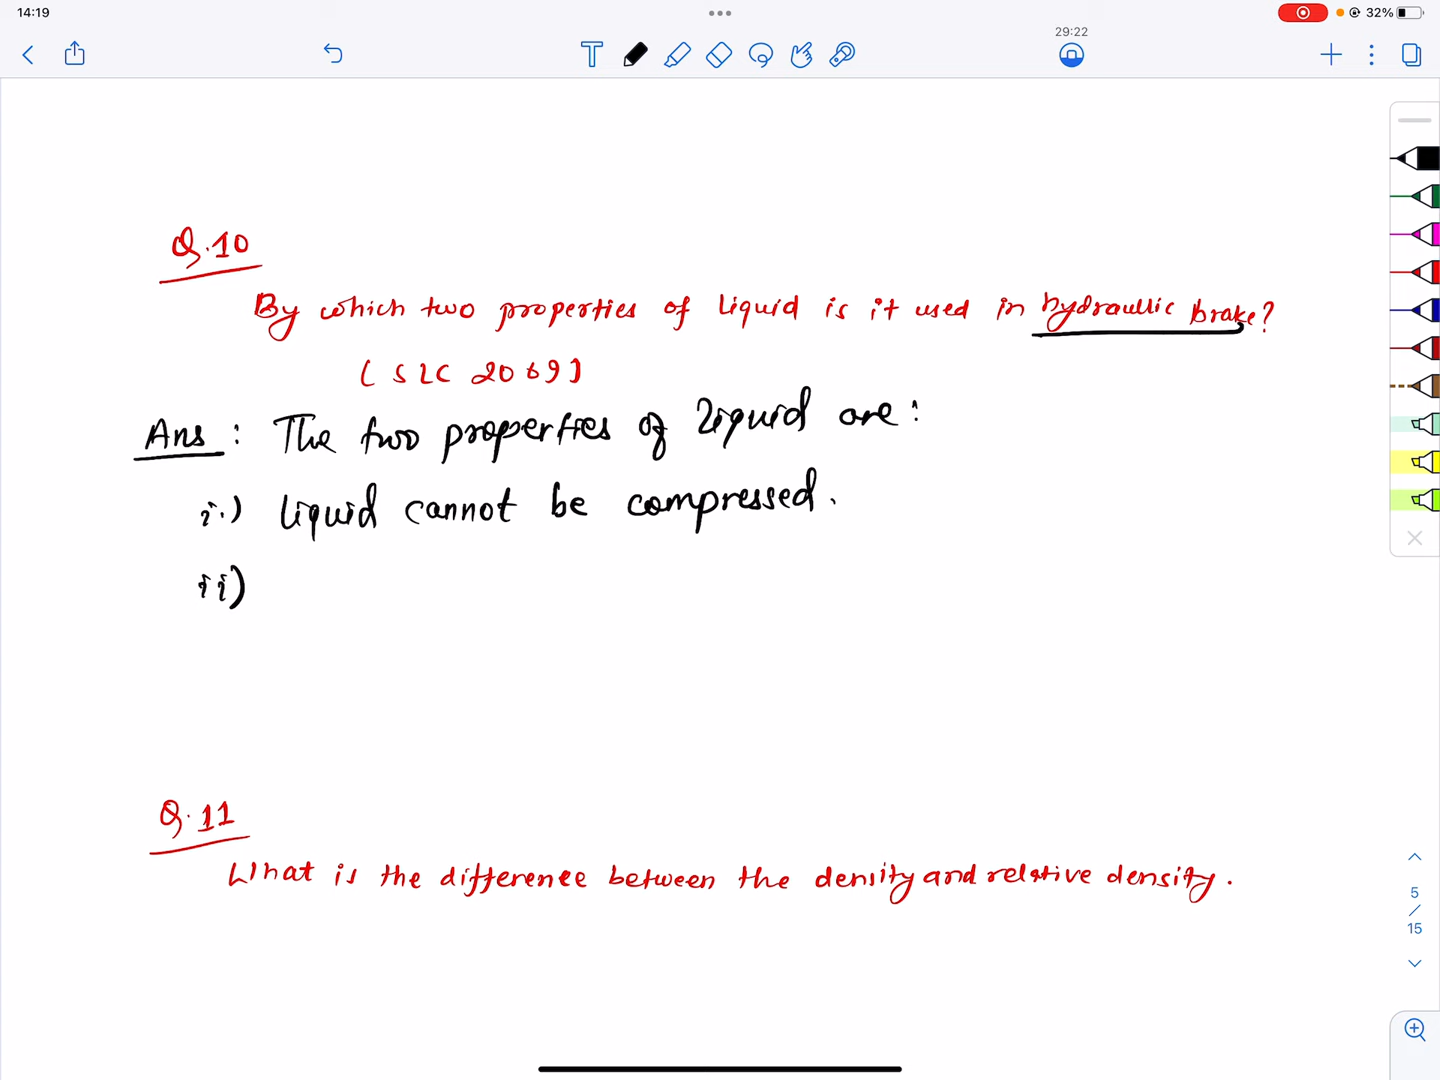 14:19
32%
29:22
Q.10
By which two properties of liquid is it used in hydraullic brake?
(SLC 2069)
Ans : The two properties of liquid are:
i.) liquid cannot be compressed.
ii)
Q.11
What is the difference between the density and relative density.
5
/
15